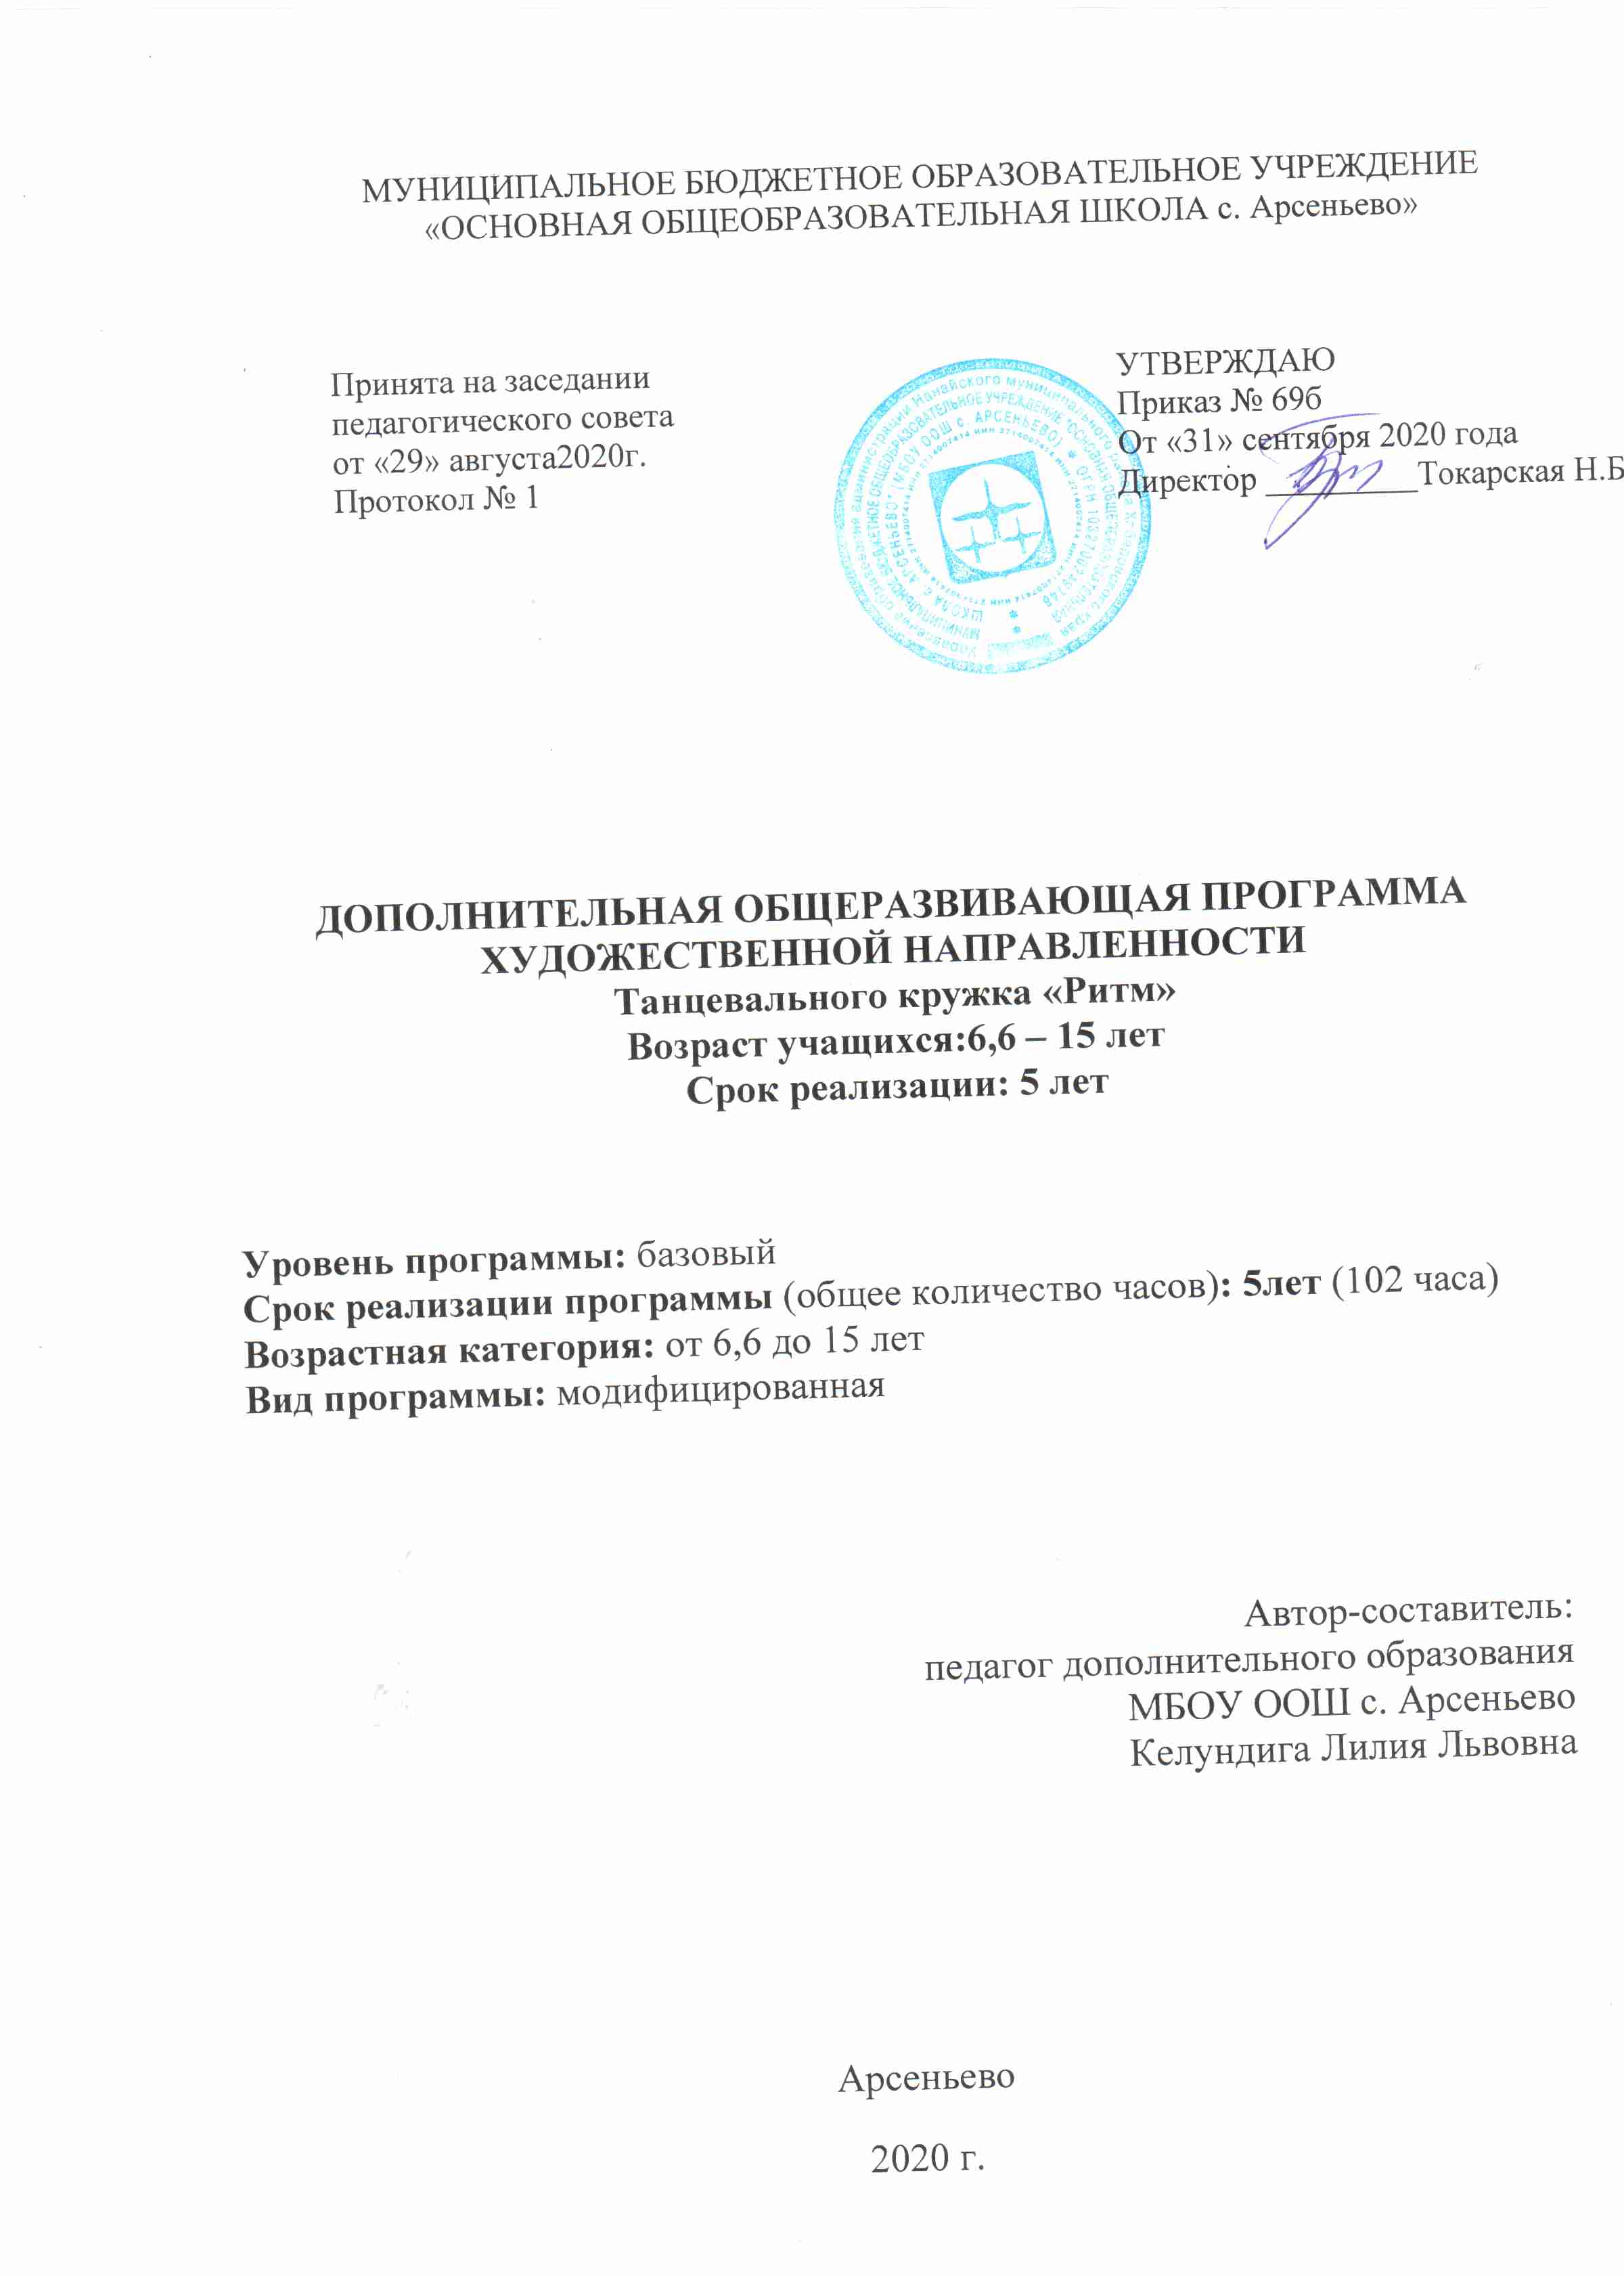 МУНИЦИПАЛЬНОЕ БЮДЖЕТНОЕ ОБРАЗОВАТЕЛЬНОЕ УЧРЕЖДЕНИЕ
«ОСНОВНАЯ ОБЩЕОБРАЗОВАТЕЛЬНАЯ ШКОЛА с. Арсеньево»
Принята на заседании
педагогического совета
от «29» августа2020г.
Протокол № 1
УТВЕРЖДАЮ
Приказ № 69б
От «31» сентября 2020 года
Директор _________Токарская Н.Б
ДОПОЛНИТЕЛЬНАЯ ОБЩЕРАЗВИВАЮЩАЯ ПРОГРАММА
ХУДОЖЕСТВЕННОЙ НАПРАВЛЕННОСТИ
Танцевального кружка «Ритм»
Возраст учащихся:6,6 – 15 лет
Срок реализации: 5 лет
Уровень программы: базовый
Срок реализации программы (общее количество часов): 5лет (102 часа)
Возрастная категория: от 6,6 до 15 лет
Вид программы: модифицированная
Автор-составитель:
педагог дополнительного образования
МБОУ ООШ с. Арсеньево
Келундига Лилия Львовна
Арсеньево
2020 г.